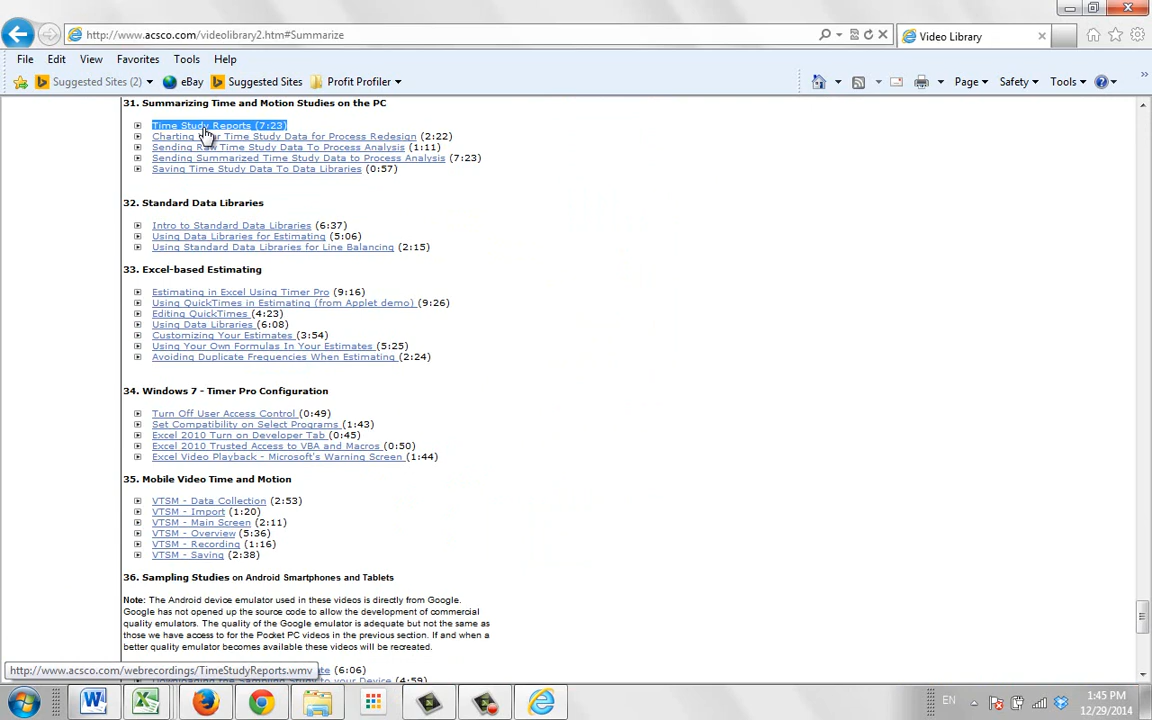 http://www.acsco.com/videolibrary2.htm#Summarize
Video Library
File Edit View Favorites Tools Help
Suggested Sites (2) eBay Suggested Sites Profit Profiler Page Safety Tools
31. Summarizing Time and Motion Studies on the PC
Time Study Reports (7:23)
Charting Your Time Study Data for Process Redesign (2:22)
Sending Raw Time Study Data To Process Analysis (1:11)
Sending Summarized Time Study Data to Process Analysis (7:23)
Saving Time Study Data To Data Libraries (0:57)
32. Standard Data Libraries
Intro to Standard Data Libraries (6:37)
Using Data Libraries for Estimating (5:06)
Using Standard Data Libraries for Line Balancing (2:15)
33. Excel-based Estimating
Estimating in Excel Using Timer Pro (9:16)
Using QuickTimes in Estimating (from Applet demo) (9:26)
Editing QuickTimes (4:23)
Using Data Libraries (6:08)
Customizing Your Estimates (3:54)
Using Your Own Formulas In Your Estimates (5:25)
Avoiding Duplicate Frequencies When Estimating (2:24)
34. Windows 7 - Timer Pro Configuration
Turn Off User Access Control (0:49)
Set Compatibility on Select Programs (1:43)
Excel 2010 Turn on Developer Tab (0:45)
Excel 2010 Trusted Access to VBA and Macros (0:50)
Excel Video Playback - Microsoft's Warning Screen (1:44)
35. Mobile Video Time and Motion
VTSM - Data Collection (2:53)
VTSM - Import (1:20)
VTSM - Main Screen (2:11)
VTSM - Overview (5:36)
VTSM - Recording (1:16)
VTSM - Saving (2:38)
36. Sampling Studies on Android Smartphones and Tablets
Note: The Android device emulator used in these videos is directly from Google.
Google has not opened up the source code to allow the development of commercial
quality emulators. The quality of the Google emulator is adequate but not the same as
those we have access to for the Pocket PC videos in the previous section. If and when a
better quality emulator becomes available these videos will be recreated.
http://www.acsco.com/webrecordings/TimeStudyReports.wmv
(6:06)
Downloading the Sampling Study to your Device (4:59)
EN
1:45 PM
12/29/2014